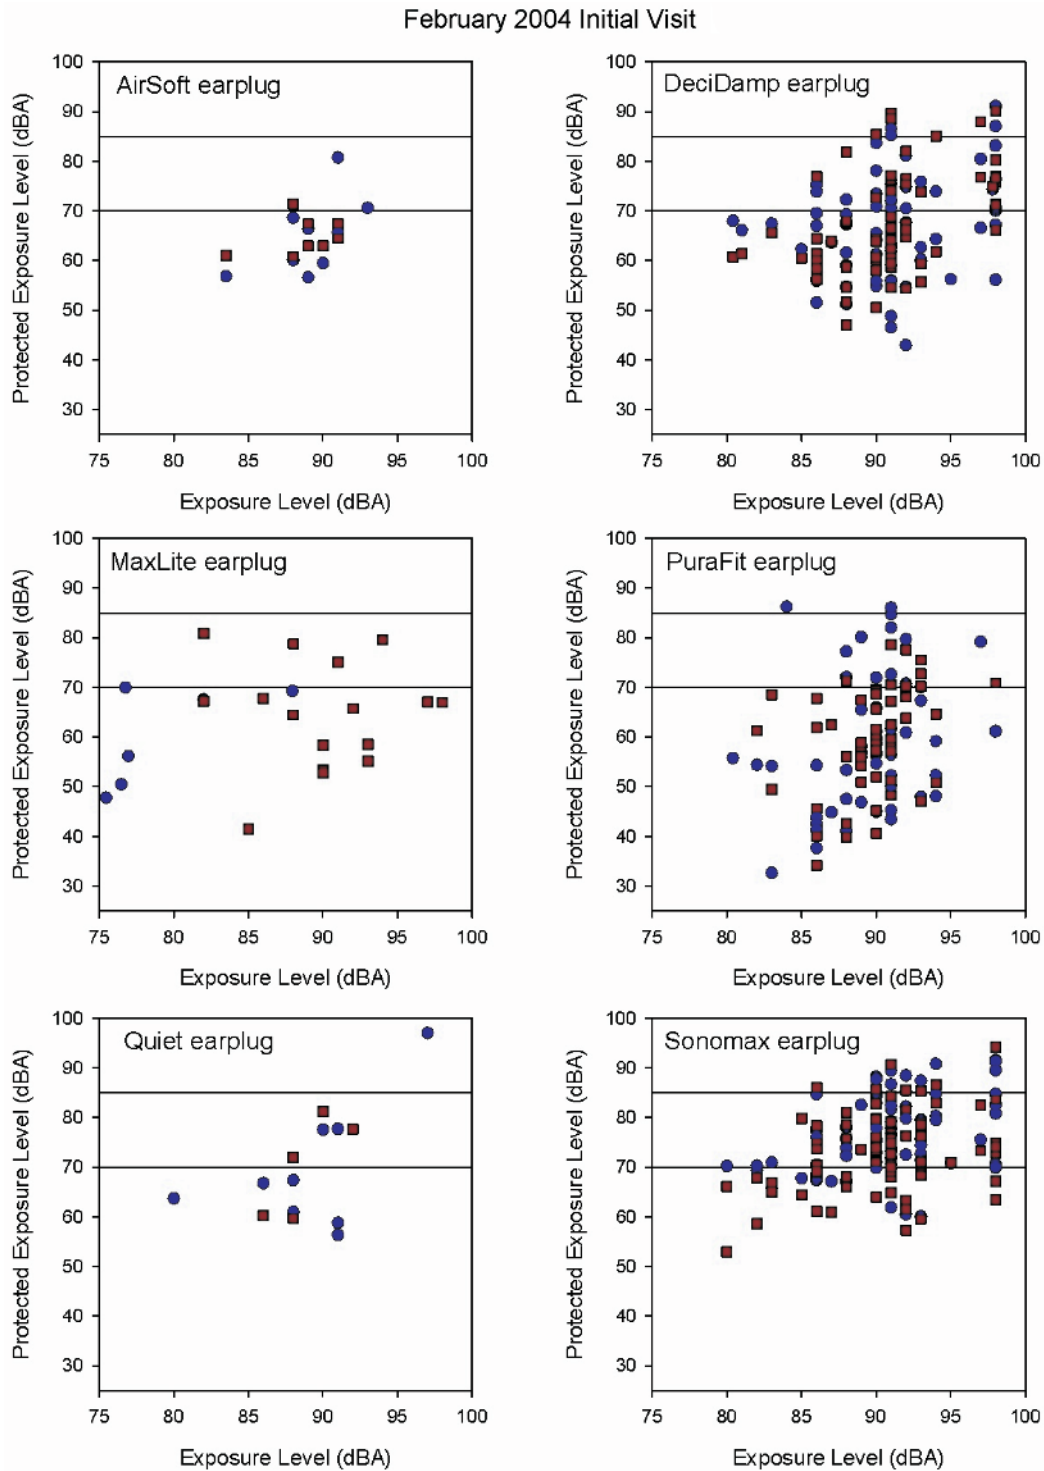 February 2004 Initial Visit
AirSoft earplug
Protected Exposure Level (dBA)
100
90
80
70
60
50
40
30
75 80 85 90 95 100
Exposure Level (dBA)
DeciDamp earplug
Protected Exposure Level (dBA)
100
90
80
70
60
50
40
30
75 80 85 90 95 100
Exposure Level (dBA)
MaxLite earplug
Protected Exposure Level (dBA)
100
90
80
70
60
50
40
30
75 80 85 90 95 100
Exposure Level (dBA)
PuraFit earplug
Protected Exposure Level (dBA)
100
90
80
70
60
50
40
30
75 80 85 90 95 100
Exposure Level (dBA)
Quiet earplug
Protected Exposure Level (dBA)
100
90
80
70
60
50
40
30
75 80 85 90 95 100
Exposure Level (dBA)
Sonomax earplug
Protected Exposure Level (dBA)
100
90
80
70
60
50
40
30
75 80 85 90 95 100
Exposure Level (dBA)